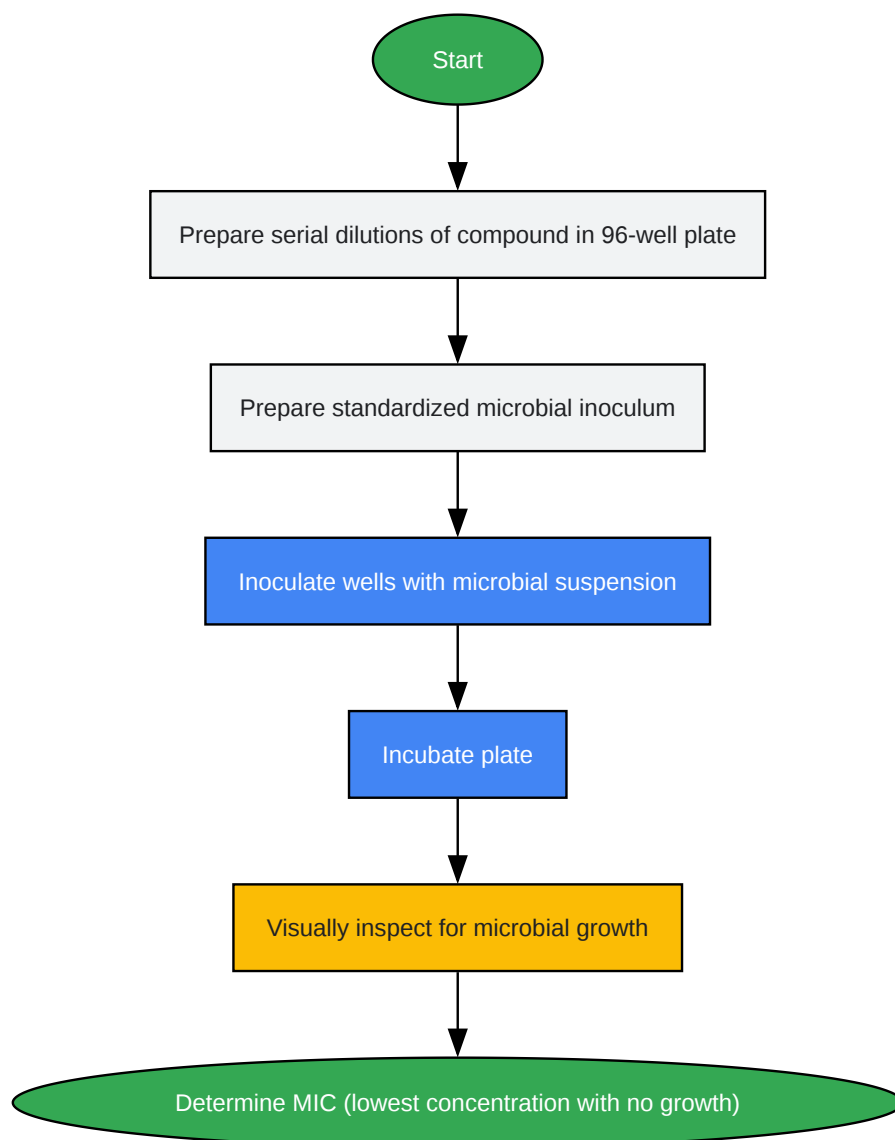 Start
Prepare serial dilutions of compound in 96-well plate
Prepare standardized microbial inoculum
Inoculate wells with microbial suspension
Incubate plate
Visually inspect for microbial growth
Determine MIC (lowest concentration with no growth)